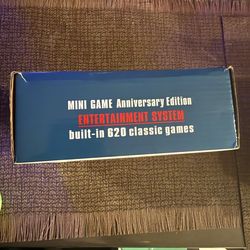 MINI GAME Anniversary Edition
ENTERTAINMENT SYSTEM
built-in 620 classic games